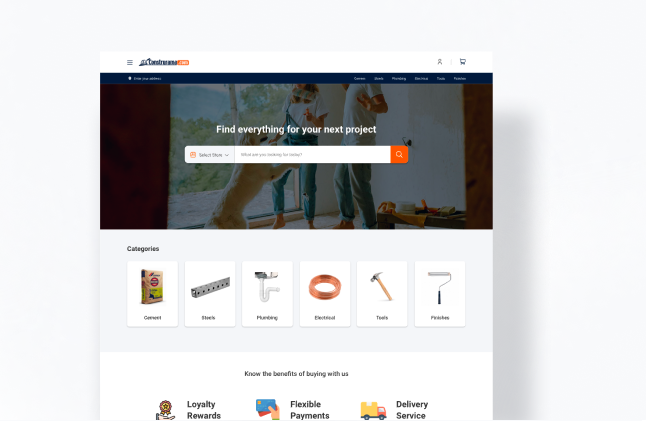 Construrama.com
Enter your address
Cement Steels Plumbing Electrical Tools Finishes
Find everything for your next project
Select Store
What are you looking for today?
Categories
Cement Steels Plumbing Electrical Tools Finishes
Know the benefits of buying with us
Loyalty Rewards
Flexible Payments
Delivery Service